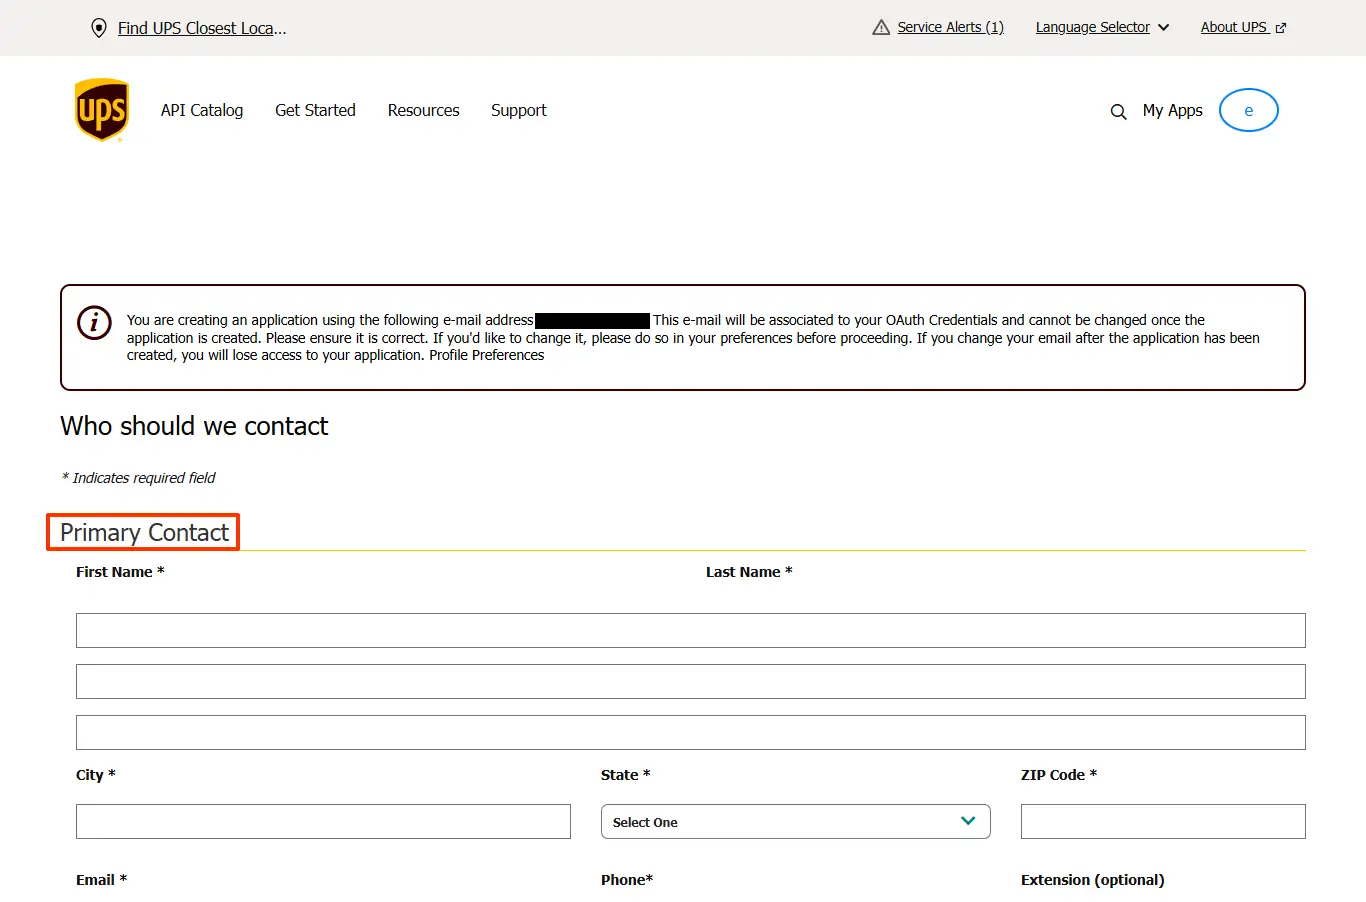 Find UPS Closest Loca...
Service Alerts (1)
Language Selector
About UPS
ups
API Catalog
Get Started
Resources
Support
My Apps
e
i
You are creating an application using the following e-mail address This e-mail will be associated to your OAuth Credentials and cannot be changed once the
application is created. Please ensure it is correct. If you'd like to change it, please do so in your preferences before proceeding. If you change your email after the application has been
created, you will lose access to your application. Profile Preferences
Who should we contact
* Indicates required field
Primary Contact
First Name *
Last Name *
City *
State *
ZIP Code *
Select One
Email *
Phone*
Extension (optional)